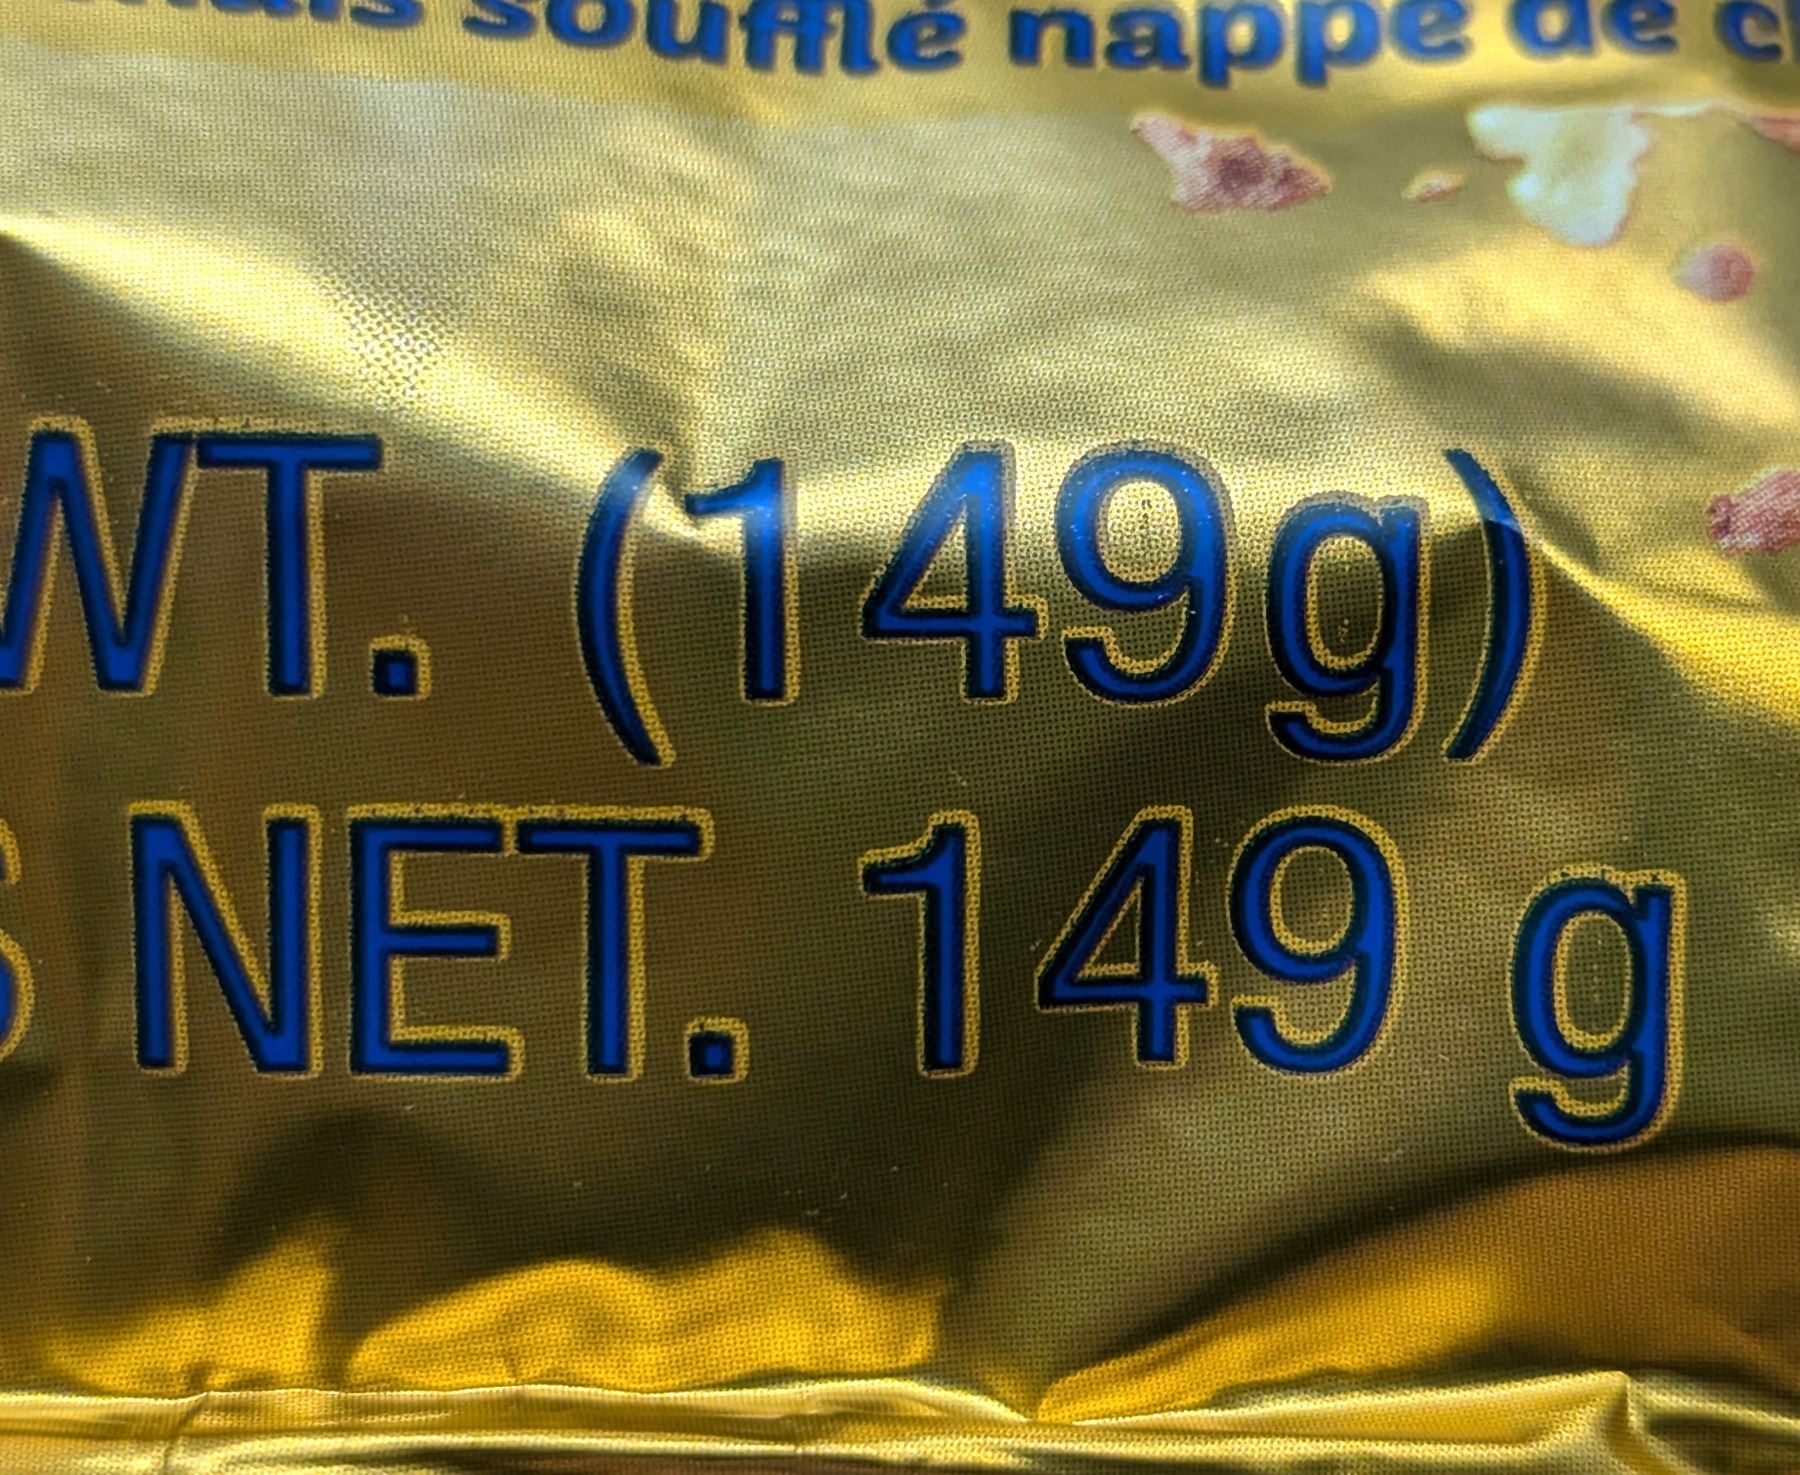 soufflé nappé de
WT. (149g)
NET. 149 g